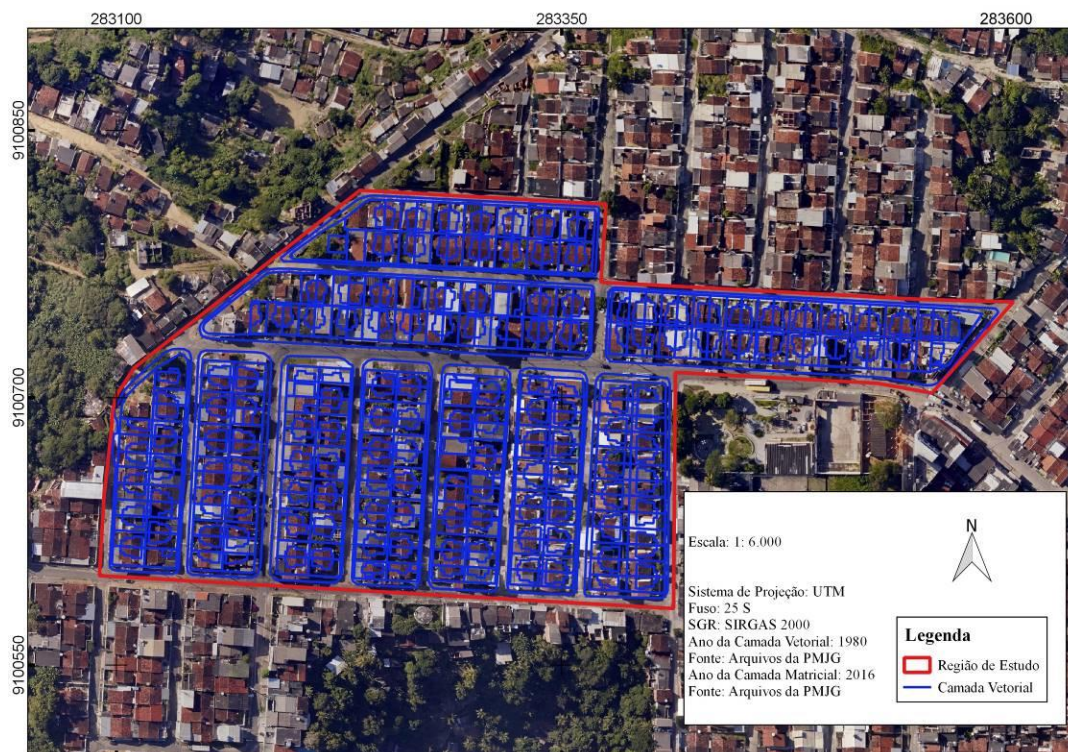 283100
283350
283600
9100850
9100700
9100550
Escala: 1: 6.000
N
Sistema de Projeção: UTM
Fuso: 25 S
SGR: SIRGAS 2000
Ano da Camada Vetorial: 1980
Fonte: Arquivos da PMJG
Ano da Camada Matricial: 2016
Fonte: Arquivos da PMJG
Legenda
Região de Estudo
Camada Vetorial